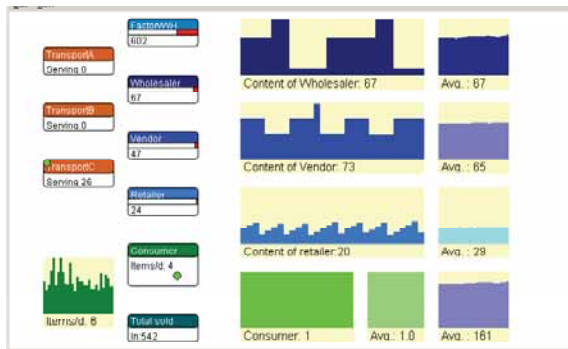 FactoryWH.
602
TransportA
Serving 0
Wholesaler
67
Content of Wholesaler: 67
Avg. : 67
TransportB
Serving 0
Vendor
47
Content of Vendor: 73
Avg. : 65
TransportC
Serving 26
Retailer
24
Content of retailer:20
Avg. : 29
Consumer
Items/d: 4
Items/d: 6
Total sold
In:542
Consumer: 1
Avg.: 1.0
Avg. : 161